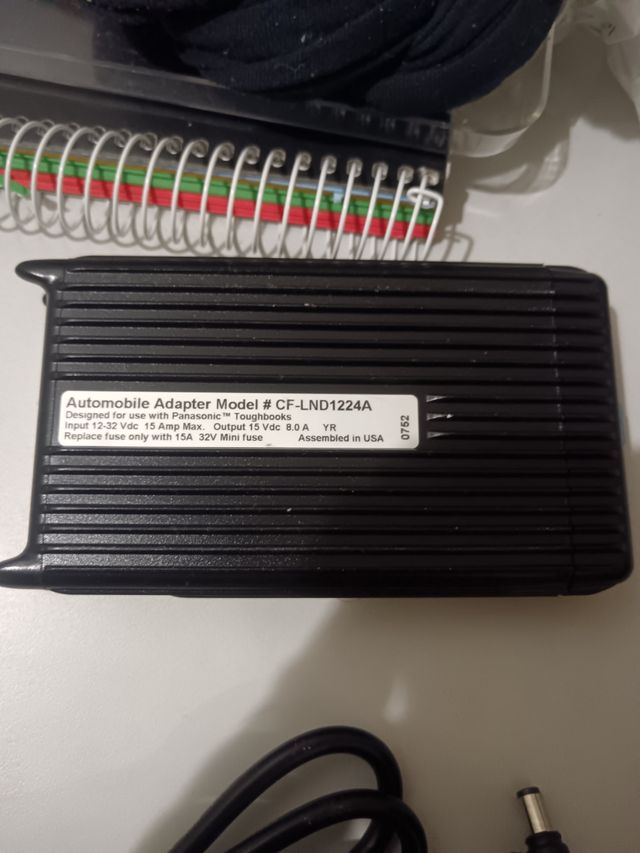 Automobile Adapter Model # CF-LND1224A
Designed for use with Panasonic™ Toughbooks
Input 12-32 Vdc 15 Amp Max. Output 15 Vdc 8.0 A YR
Replace fuse only with 15A 32V Mini fuse Assembled in USA
0752